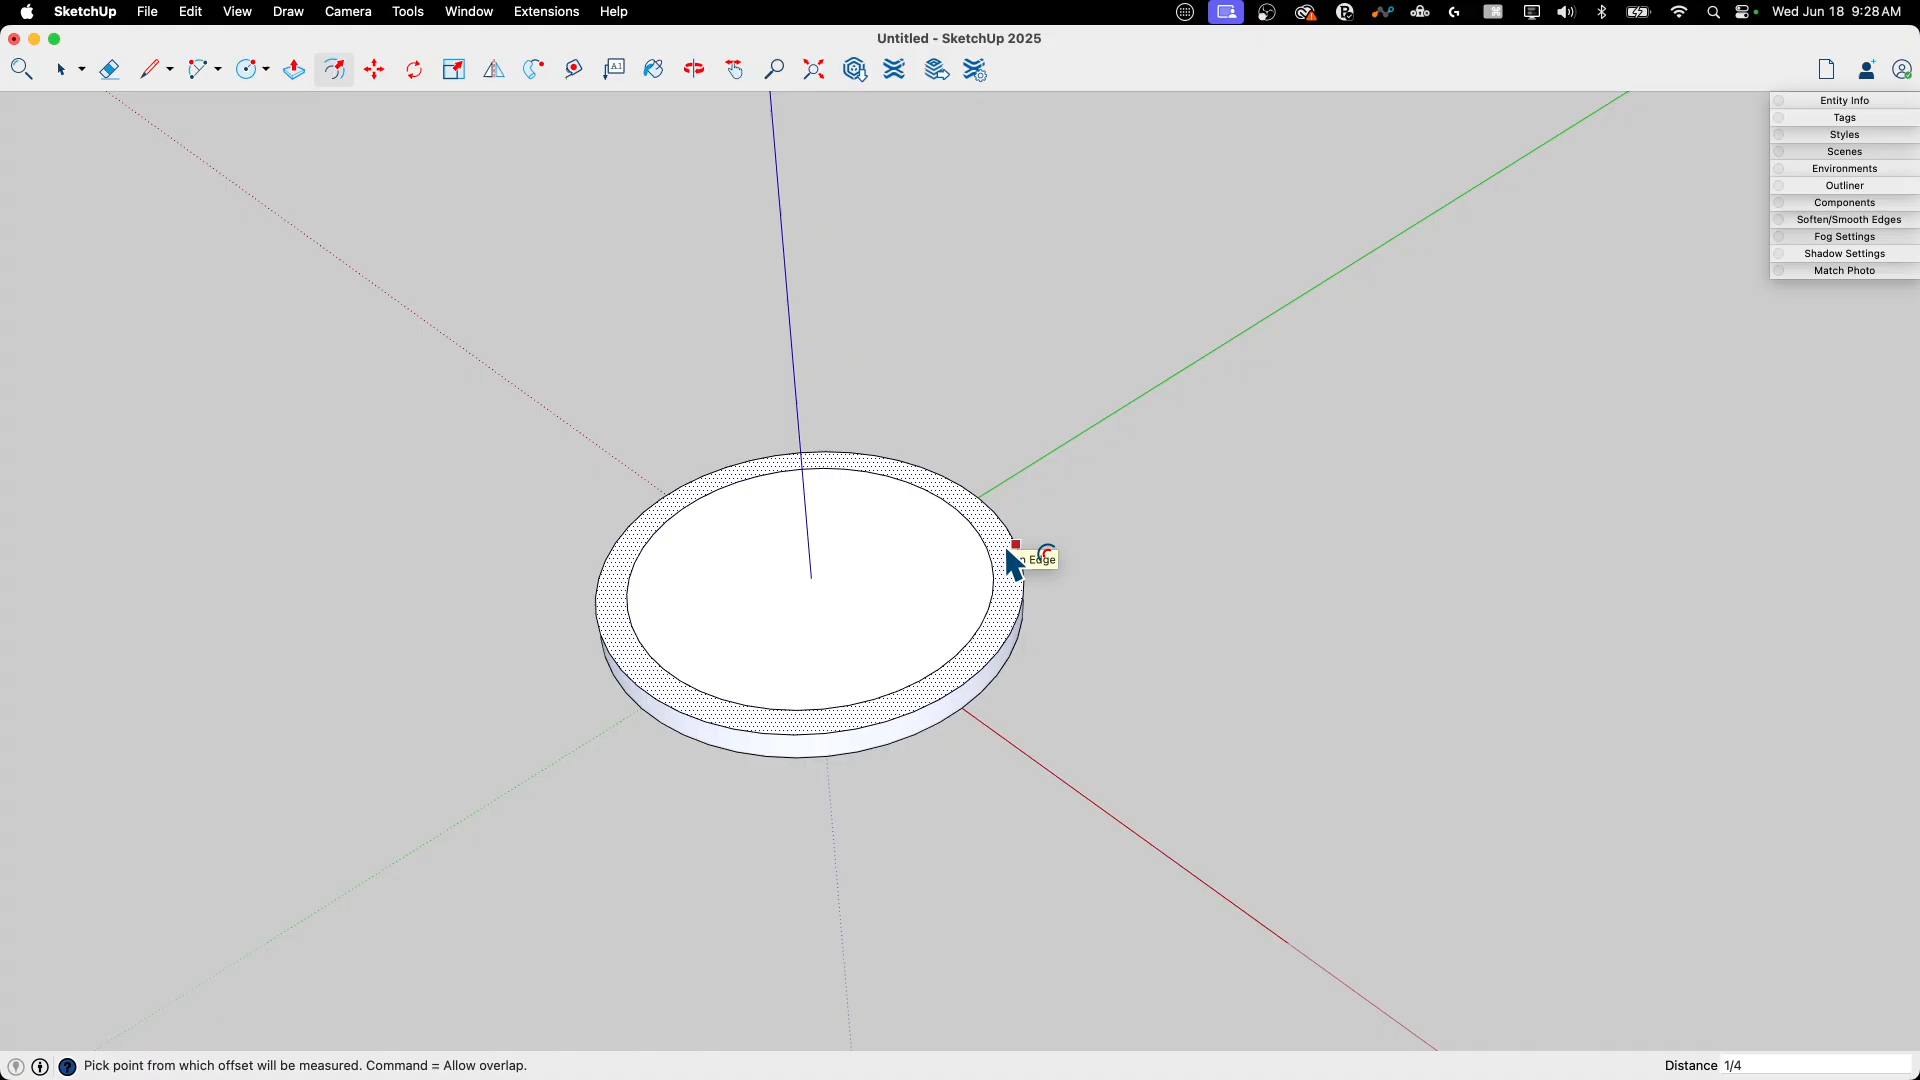 SketchUp File Edit View Draw Camera Tools Window Extensions Help
Wed Jun 18 9:28 AM
Untitled - SketchUp 2025
A1
Entity Info
Tags
Styles
Scenes
Environments
Outliner
Components
Soften/Smooth Edges
Fog Settings
Shadow Settings
Match Photo
Edge
Pick point from which offset will be measured. Command = Allow overlap.
Distance 1/4